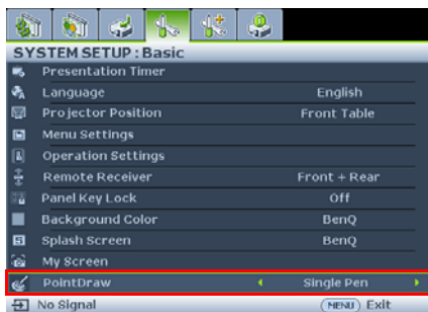 SYSTEM SETUP : Basic
Presentation Timer
Language English
Projector Position Front Table
Menu Settings
Operation Settings
Remote Receiver Front + Rear
Panel Key Lock Off
Background Color BenQ
Splash Screen BenQ
My Screen
PointDraw Single Pen
No Signal MENU Exit